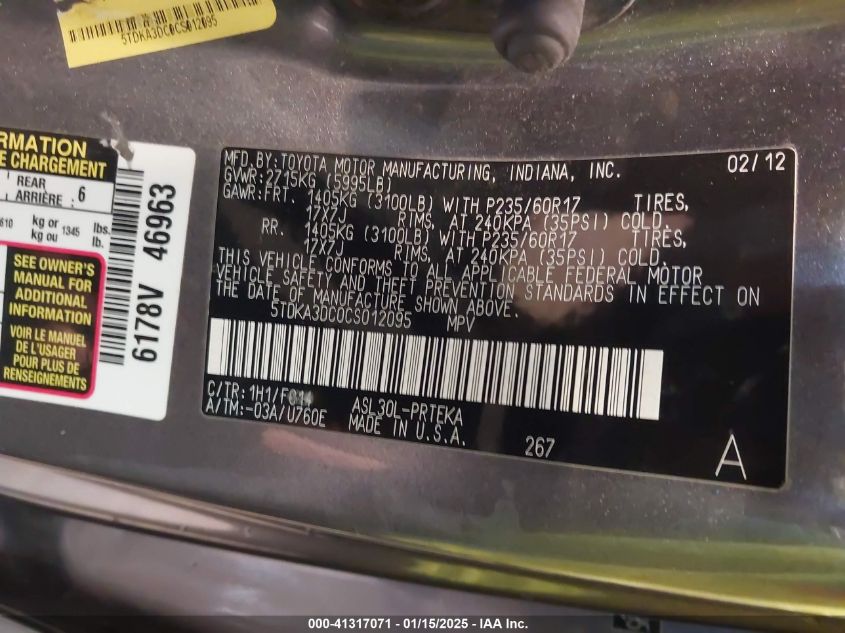 5TDKA3DC0CS012095
RMATION
E CHARGEMENT
REAR 6
610 kg or 1345 lbs.
kg ou lb.
SEE OWNER'S
MANUAL FOR
ADDITIONAL
INFORMATION
VOIR LE MANUEL
DE L'USAGER
POUR PLUS DE
RENSEIGNEMENTS
6178V 46963
MFD.BY:TOYOTA MOTOR MANUFACTURING, INDIANA, INC. 02/12
GVWR:2715KG (5995LB)
GAWR:FRT. 1405KG (3100LB) WITH P235/60R17 TIRES,
17X7J RIMS, AT 240KPA (35PSI) COLD.
RR. 1405KG (3100LB) WITH P235/60R17 TIRES,
17X7J RIMS, AT 240KPA (35PSI) COLD.
THIS VEHICLE CONFORMS TO ALL APPLICABLE FEDERAL MOTOR
VEHICLE SAFETY AND THEFT PREVENTION STANDARDS IN EFFECT ON
THE DATE OF MANUFACTURE SHOWN ABOVE.
5TDKA3DC0CS012095 MPV
C/TR:1H1/F014 ASL30L-PRTEKA
A/TM:-03A/U760E MADE IN U.S.A.
267
A
000-41317071 - 01/15/2025 - IAA Inc.